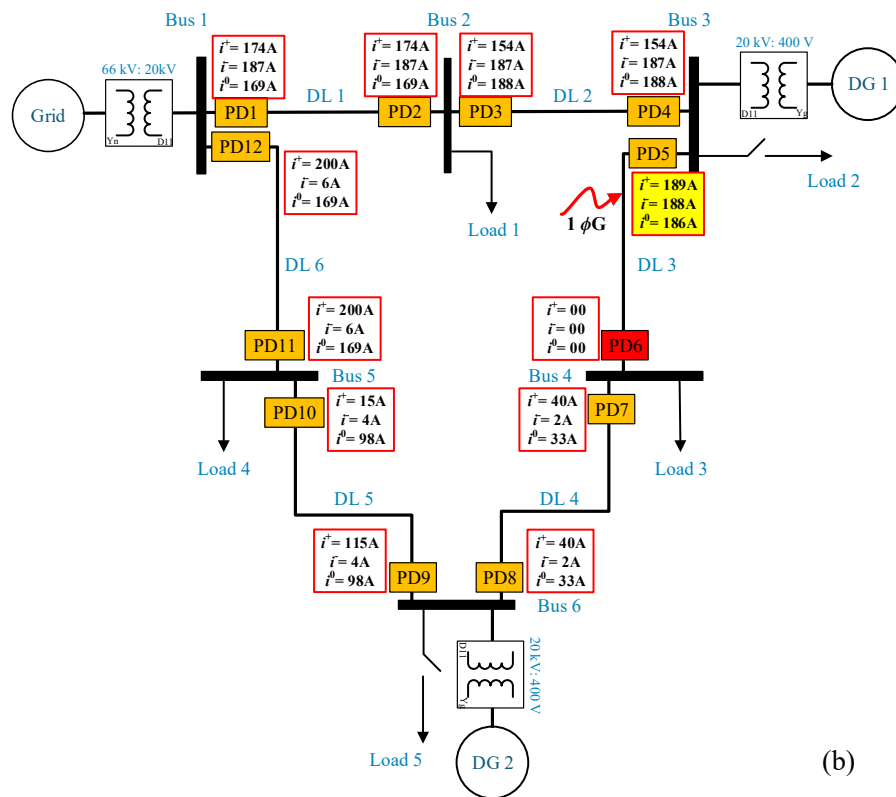 Bus 1
Bus 2
Bus 3
i⁺= 174A
i⁻= 187A
i⁰= 169A
i⁺= 174A
i⁻= 187A
i⁰= 169A
i⁺= 154A
i⁻= 187A
i⁰= 188A
i⁺= 154A
i⁻= 187A
i⁰= 188A
20 kV: 400 V
66 kV: 20kV
Grid
Yn
D11
PD1
DL 1
PD2
PD3
DL 2
PD4
D11
Yg
DG 1
PD12
PD5
i⁺= 200A
i⁻= 6A
i⁰= 169A
i⁺= 189A
i⁻= 188A
i⁰= 186A
Load 2
1 ϕG
Load 1
DL 6
DL 3
i⁺= 200A
i⁻= 6A
i⁰= 169A
i⁺= 00
i⁻= 00
i⁰= 00
PD11
PD6
Bus 5
Bus 4
PD10
i⁺= 15A
i⁻= 4A
i⁰= 98A
i⁺= 40A
i⁻= 2A
i⁰= 33A
PD7
Load 4
Load 3
DL 5
DL 4
i⁺= 115A
i⁻= 4A
i⁰= 98A
i⁺= 40A
i⁻= 2A
i⁰= 33A
PD9
PD8
Bus 6
D11
Yg
20 kV: 400 V
Load 5
DG 2
(b)